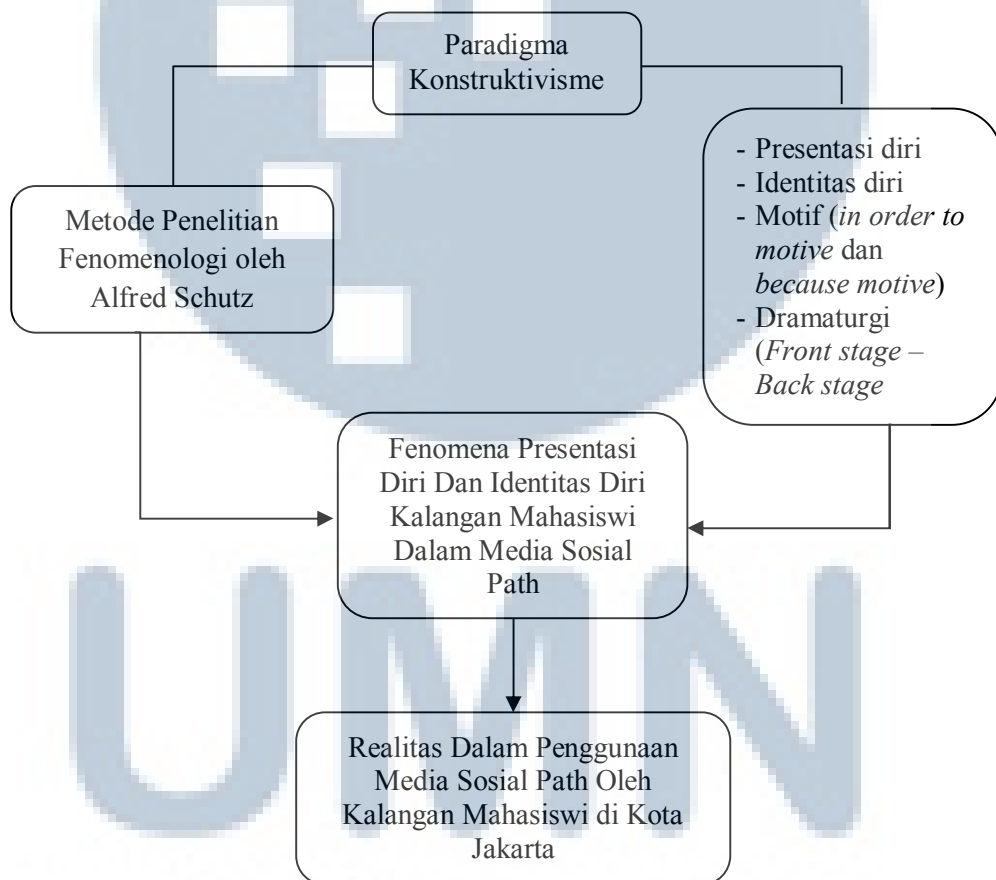 Paradigma
Konstruktivisme
Metode Penelitian
Fenomenologi oleh
Alfred Schutz
- Presentasi diri
- Identitas diri
- Motif (in order to
motive dan
because motive)
- Dramaturgi
(Front stage –
Back stage
Fenomena Presentasi
Diri Dan Identitas Diri
Kalangan Mahasiswi
Dalam Media Sosial
Path
Realitas Dalam Penggunaan
Media Sosial Path Oleh
Kalangan Mahasiswi di Kota
Jakarta
UMN